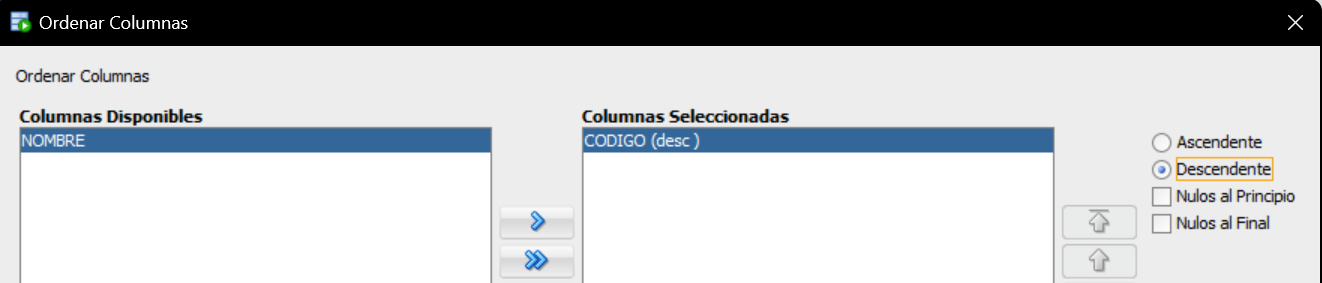 Ordenar Columnas
Ordenar Columnas
Columnas Disponibles
NOMBRE
Columnas Seleccionadas
CODIGO (desc )
Ascendente
Descendente
Nulos al Principio
Nulos al Final